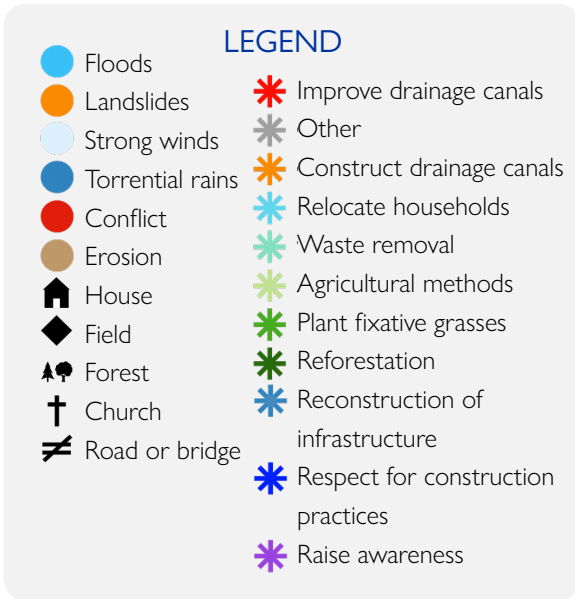 LEGEND
Floods
Landslides
Strong winds
Torrential rains
Conflict
Erosion
House
Field
Forest
Church
Road or bridge
Improve drainage canals
Other
Construct drainage canals
Relocate households
Waste removal
Agricultural methods
Plant fixative grasses
Reforestation
Reconstruction of
infrastructure
Respect for construction
practices
Raise awareness